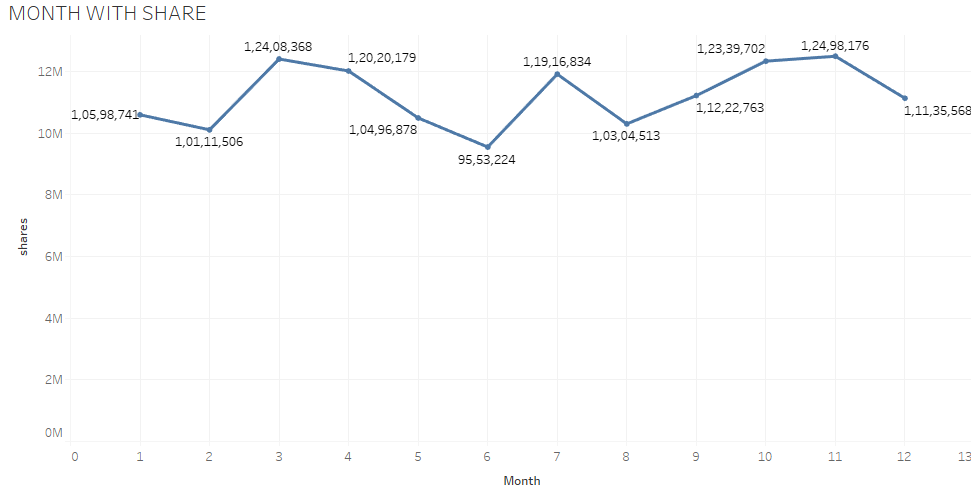 MONTH WITH SHARE
1,24,08,368
1,20,20,179
1,19,16,834
1,23,39,702
1,24,98,176
12M
1,05,98,741
1,01,11,506
1,04,96,878
95,53,224
1,03,04,513
1,12,22,763
1,11,35,568
10M
8M
shares
6M
4M
2M
0M
0 1 2 3 4 5 6 7 8 9 10 11 12 13
Month